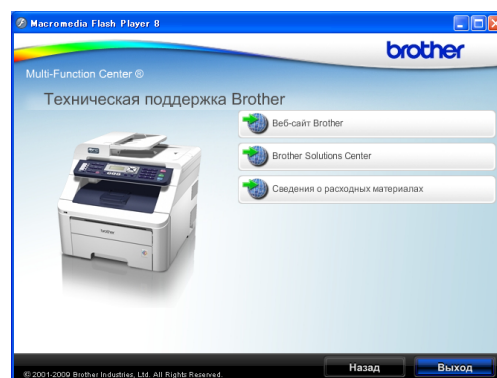 Macromedia Flash Player 8
brother
Multi-Function Center ®
Техническая поддержка Brother
Веб-сайт Brother
Brother Solutions Center
Сведения о расходных материалах
brother
Назад
Выход
© 2001-2009 Brother Industries, Ltd. All Rights Reserved.